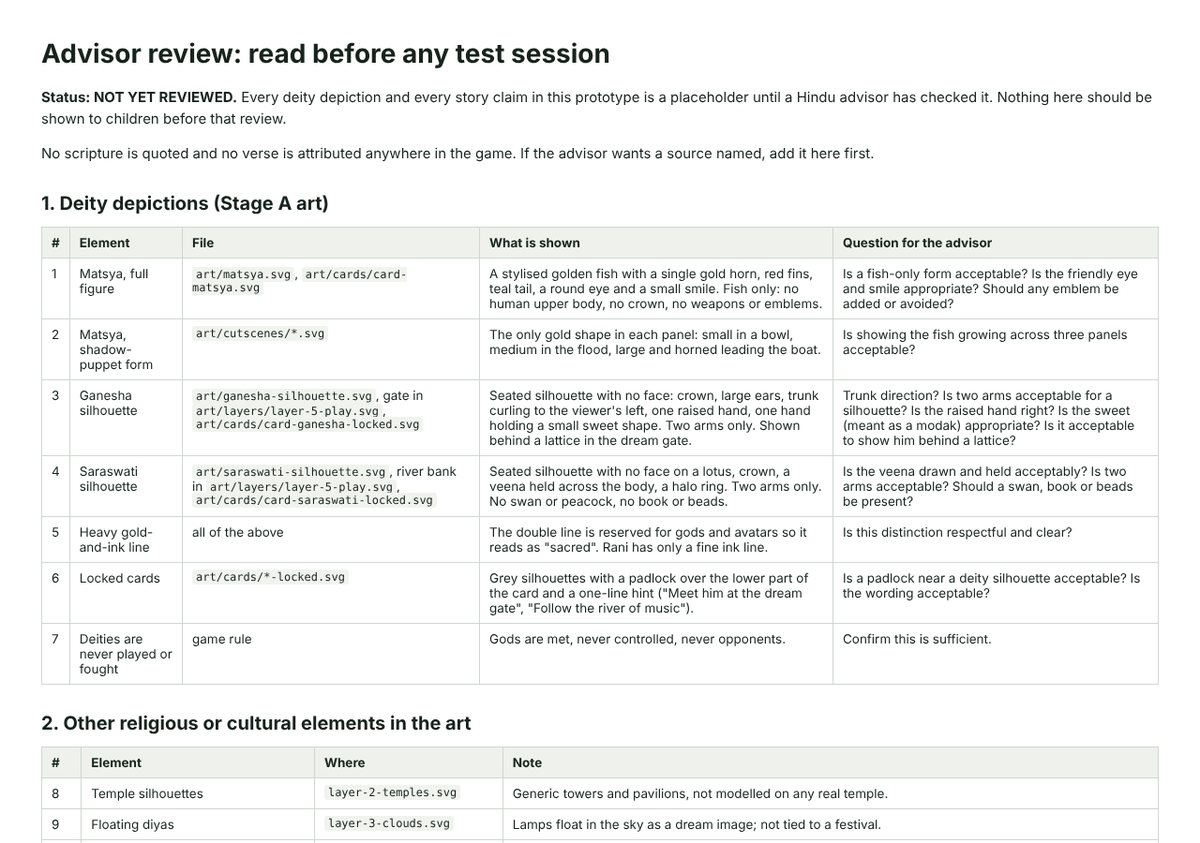 Advisor review: read before any test session
Status: NOT YET REVIEWED. Every deity depiction and every story claim in this prototype is a placeholder until a Hindu advisor has checked it. Nothing here should be
shown to children before that review.
No scripture is quoted and no verse is attributed anywhere in the game. If the advisor wants a source named, add it here first.
1. Deity depictions (Stage A art)
# Element File What is shown Question for the advisor
1 Matsya, full figure art/matsya.svg, art/cards/card-matsya.svg A stylised golden fish with a single gold horn, red fins, teal tail, a round eye and a small smile. Fish only: no human upper body, no crown, no weapons or emblems. Is a fish-only form acceptable? Is the friendly eye and smile appropriate? Should any emblem be added or avoided?
2 Matsya, shadow-puppet form art/cutscenes/*.svg The only gold shape in each panel: small in a bowl, medium in the flood, large and horned leading the boat. Is showing the fish growing across three panels acceptable?
3 Ganesha silhouette art/ganesha-silhouette.svg, gate in art/layers/layer-5-play.svg, art/cards/card-ganesha-locked.svg Seated silhouette with no face: crown, large ears, trunk curling to the viewer's left, one raised hand, one hand holding a small sweet shape. Two arms only. Shown behind a lattice in the dream gate. Trunk direction? Is two arms acceptable for a silhouette? Is the raised hand right? Is the sweet (meant as a modak) appropriate? Is it acceptable to show him behind a lattice?
4 Saraswati silhouette art/saraswati-silhouette.svg, river bank in art/layers/layer-5-play.svg, art/cards/card-saraswati-locked.svg Seated silhouette with no face on a lotus, crown, a veena held across the body, a halo ring. Two arms only. No swan or peacock, no book or beads. Is the veena drawn and held acceptably? Is two arms acceptable? Should a swan, book or beads be present?
5 Heavy gold-and-ink line all of the above The double line is reserved for gods and avatars so it reads as "sacred". Rani has only a fine ink line. Is this distinction respectful and clear?
6 Locked cards art/cards/*-locked.svg Grey silhouettes with a padlock over the lower part of the card and a one-line hint ("Meet him at the dream gate", "Follow the river of music"). Is a padlock near a deity silhouette acceptable? Is the wording acceptable?
7 Deities are never played or fought game rule Gods are met, never controlled, never opponents. Confirm this is sufficient.
2. Other religious or cultural elements in the art
# Element Where Note
8 Temple silhouettes layer-2-temples.svg Generic towers and pavilions, not modelled on any real temple.
9 Floating diyas layer-3-clouds.svg Lamps float in the sky as a dream image; not tied to a festival.